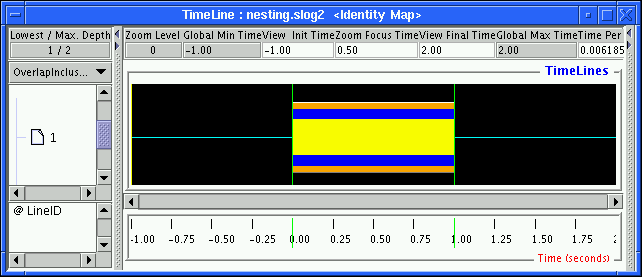 TimeLine : nesting.slog2 <Identity Map>
Lowest / Max. Depth
1 / 2
Zoom Level Global Min Time View Init Time Zoom Focus Time View Final Time Global Max Time Time Per
0 -1.00 -1.00 0.50 2.00 2.00 0.006185
OverlapInclus...
TimeLines
1
@ LineID
-1.00 -0.75 -0.50 -0.25 0.00 0.25 0.50 0.75 1.00 1.25 1.50 1.75
Time (seconds)